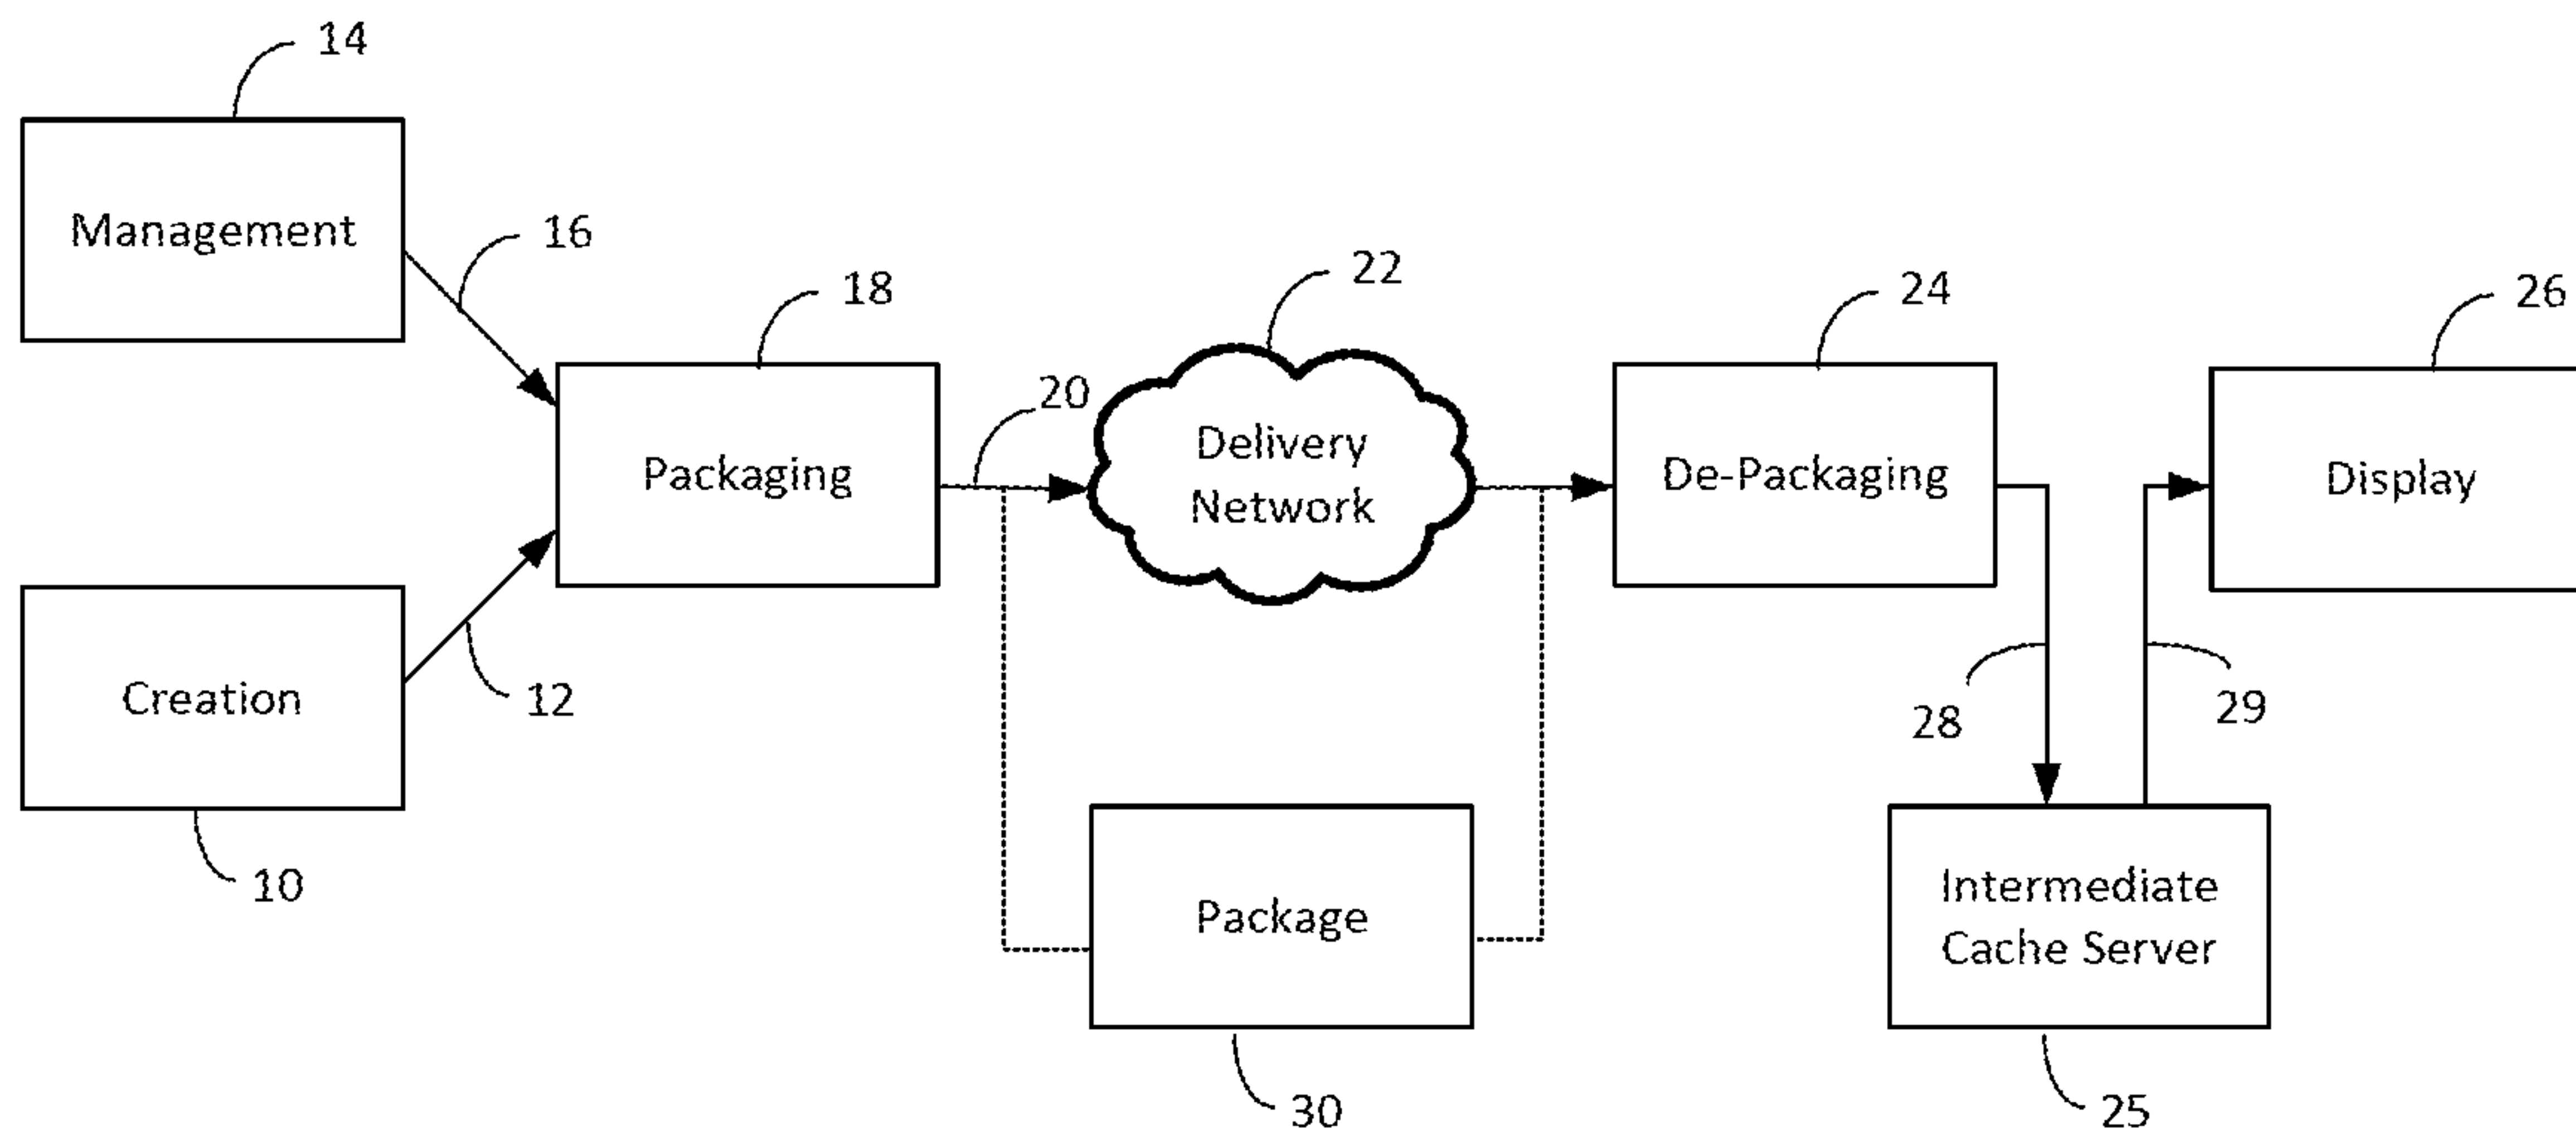 14
Management
16
18
22
24
26
20
Packaging
Delivery
Network
De-Packaging
Display
Creation
12
28
29
10
Package
Intermediate
Cache Server
30
25